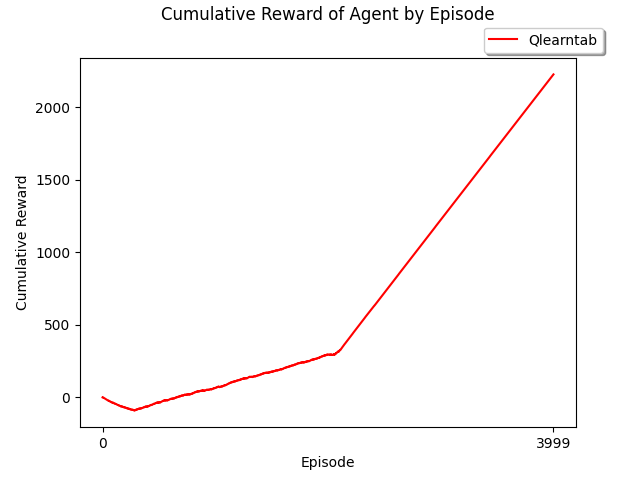 Cumulative Reward of Agent by Episode
Qlearntab
2000
1500
1000
500
0
Cumulative Reward
0
3999
Episode